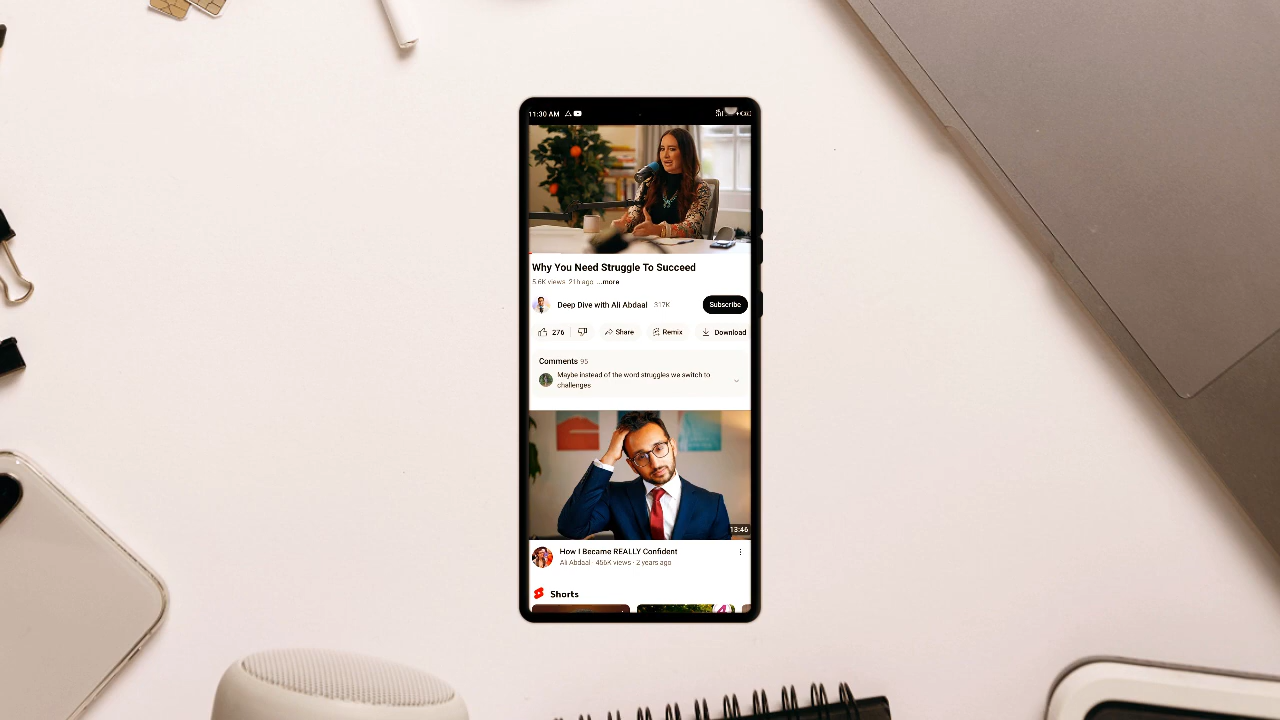 11:30 AM
Why You Need Struggle To Succeed
5.6K views 21h ago ...more
Deep Dive with Ali Abdaal 317K
Subscribe
276
Share
Remix
Download
Comments 95
Maybe instead of the word struggles we switch to
challenges
13:46
How I Became REALLY Confident
Ali Abdaal · 456K views · 2 years ago
Shorts